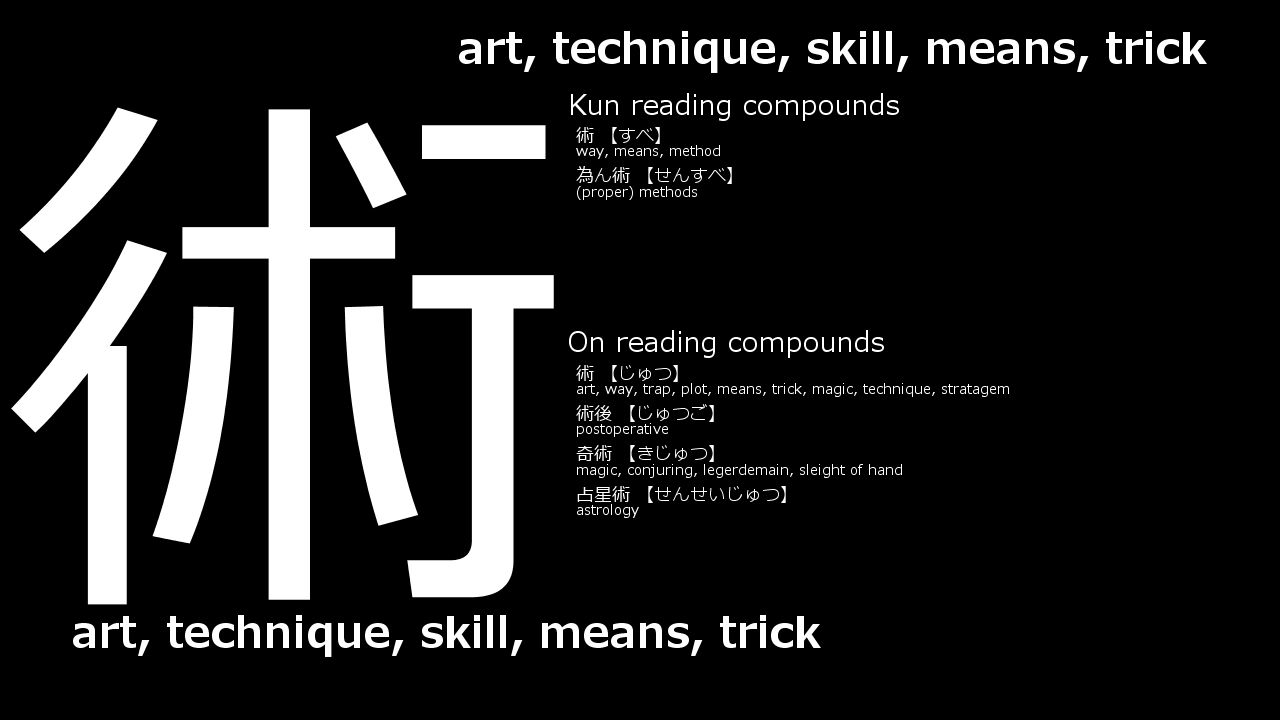 art, technique, skill, means, trick
術
Kun reading compounds
術 【すべ】
way, means, method
為ん術 【せんすべ】
(proper) methods
On reading compounds
術 【じゅつ】
art, way, trap, plot, means, trick, magic, technique, stratagem
術後 【じゅつご】
postoperative
奇術 【きじゅつ】
magic, conjuring, legerdemain, sleight of hand
占星術 【せんせいじゅつ】
astrology
art, technique, skill, means, trick